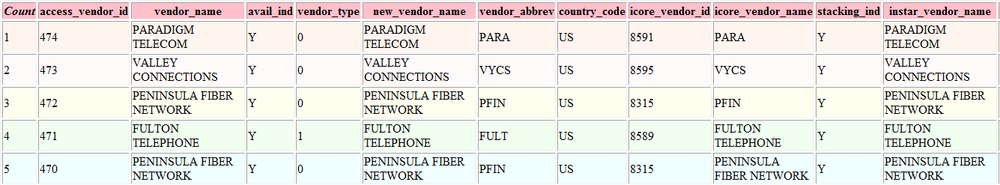 Count access_vendor_id vendor_name avail_ind vendor_type new_vendor_name vendor_abbrev country_code icore_vendor_id icore_vendor_name stacking_ind instar_vendor_name
1 474 PARADIGM TELECOM Y 0 PARADIGM TELECOM PARA US 8591 PARA Y PARADIGM TELECOM
2 473 VALLEY CONNECTIONS Y 0 VALLEY CONNECTIONS VYCS US 8595 VYCS Y VALLEY CONNECTIONS
3 472 PENINSULA FIBER NETWORK Y 0 PENINSULA FIBER NETWORK PFIN US 8315 PFIN Y PENINSULA FIBER NETWORK
4 471 FULTON TELEPHONE Y 1 FULTON TELEPHONE FULT US 8589 FULTON TELEPHONE Y FULTON TELEPHONE
5 470 PENINSULA FIBER NETWORK Y 0 PENINSULA FIBER NETWORK PFIN US 8315 PENINSULA FIBER NETWORK Y PENINSULA FIBER NETWORK